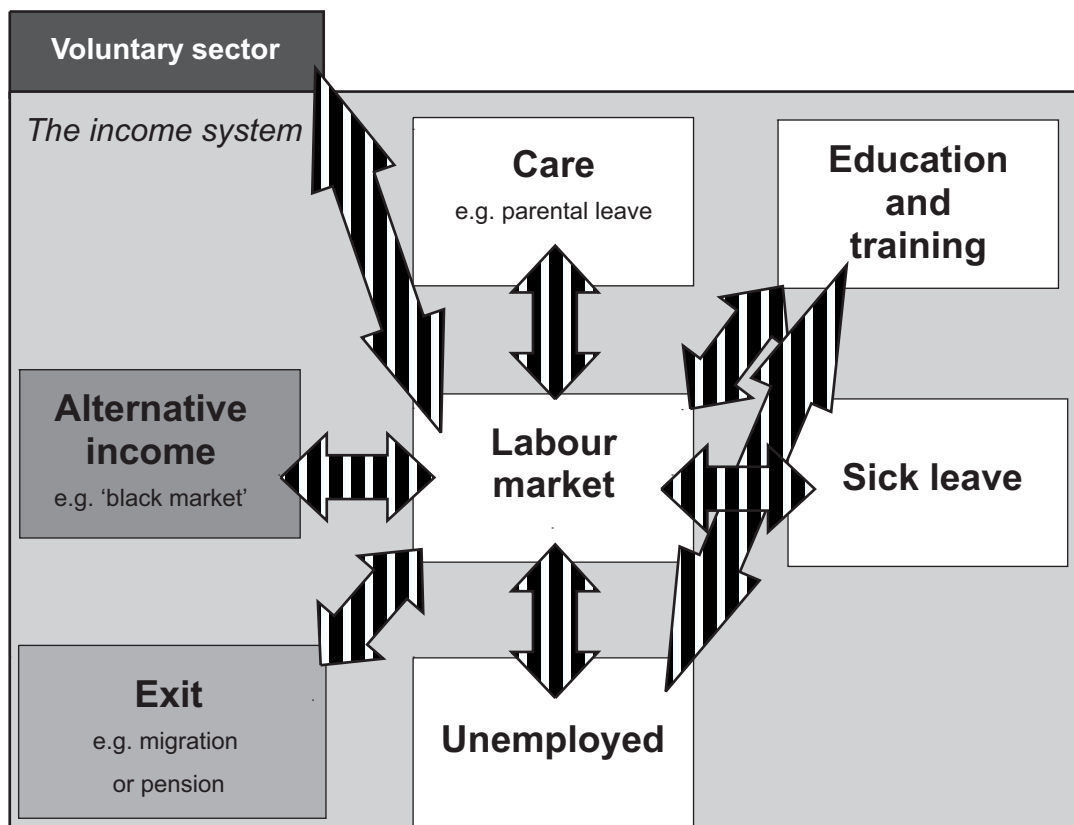 Voluntary sector
The income system
Care
e.g. parental leave
Education
and
training
Alternative
income
e.g. ‘black market’
Labour
market
Sick leave
Exit
e.g. migration
or pension
Unemployed